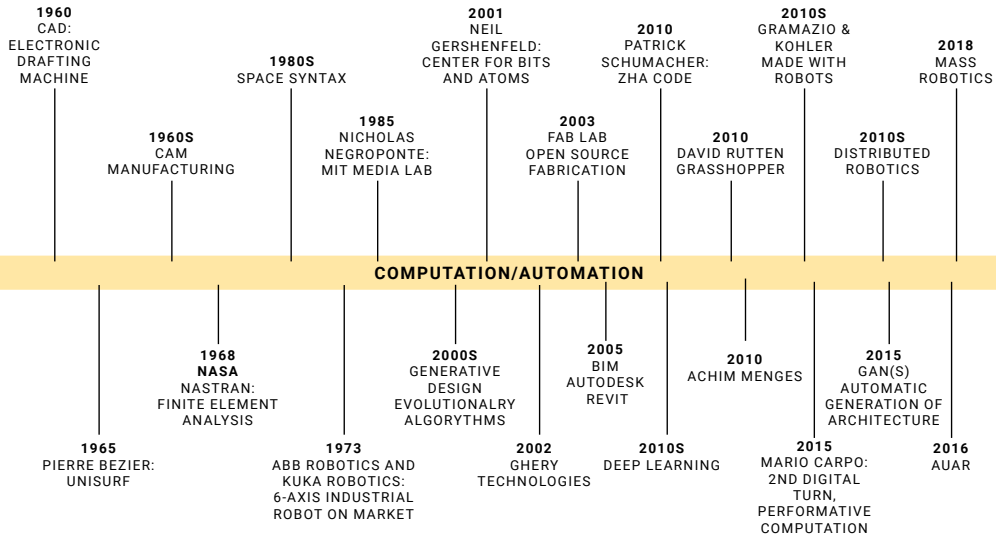 1960
CAD:
ELECTRONIC
DRAFTING
MACHINE
1960S
CAM
MANUFACTURING
1980S
SPACE SYNTAX
1985
NICHOLAS
NEGROPONTE:
MIT MEDIA LAB
2001
NEIL
GERSHENFELD:
CENTER FOR BITS
AND ATOMS
2003
FAB LAB
OPEN SOURCE
FABRICATION
2010
PATRICK
SCHUMACHER:
ZHA CODE
2010
DAVID RUTTEN
GRASSHOPPER
2010S
GRAMAZIO &
KOHLER
MADE WITH
ROBOTS
2010S
DISTRIBUTED
ROBOTICS
2018
MASS
ROBOTICS
COMPUTATION/AUTOMATION
1965
PIERRE BEZIER:
UNISURF
1968
NASA
NASTRAN:
FINITE ELEMENT
ANALYSIS
1973
ABB ROBOTICS AND
KUKA ROBOTICS:
6-AXIS INDUSTRIAL
ROBOT ON MARKET
2000S
GENERATIVE
DESIGN
EVOLUTIONALRY
ALGORYTHMS
2002
GHERY
TECHNOLOGIES
2005
BIM
AUTODESK
REVIT
2010S
DEEP LEARNING
2010
ACHIM MENGES
2015
MARIO CARPO:
2ND DIGITAL
TURN,
PERFORMATIVE
COMPUTATION
2015
GAN(S)
AUTOMATIC
GENERATION OF
ARCHITECTURE
2016
AUAR